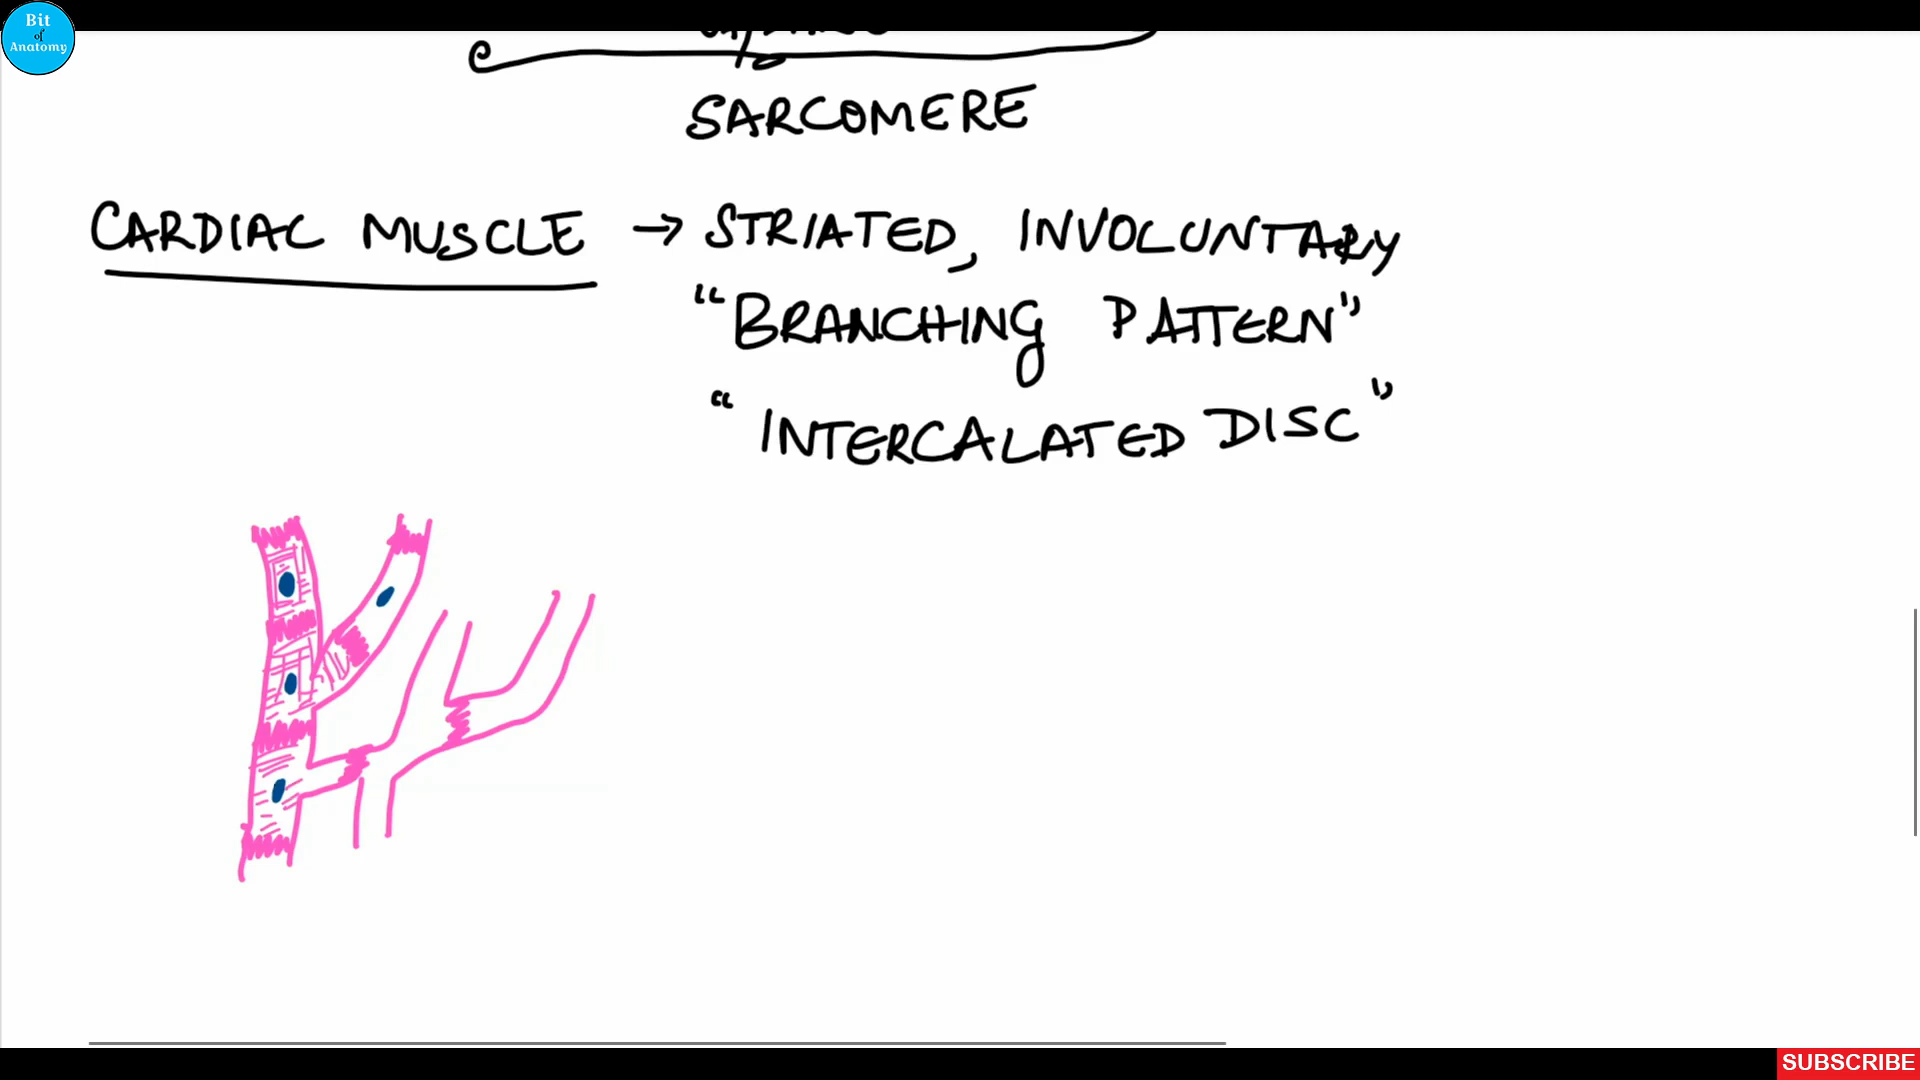 Bit
of
Anatomy
SARCOMERE
CARDIAC MUSCLE → STRIATED, INVOLUNTARY
"BRANCHING PATTERN"
"INTERCALATED DISC"
SUBSCRIBE